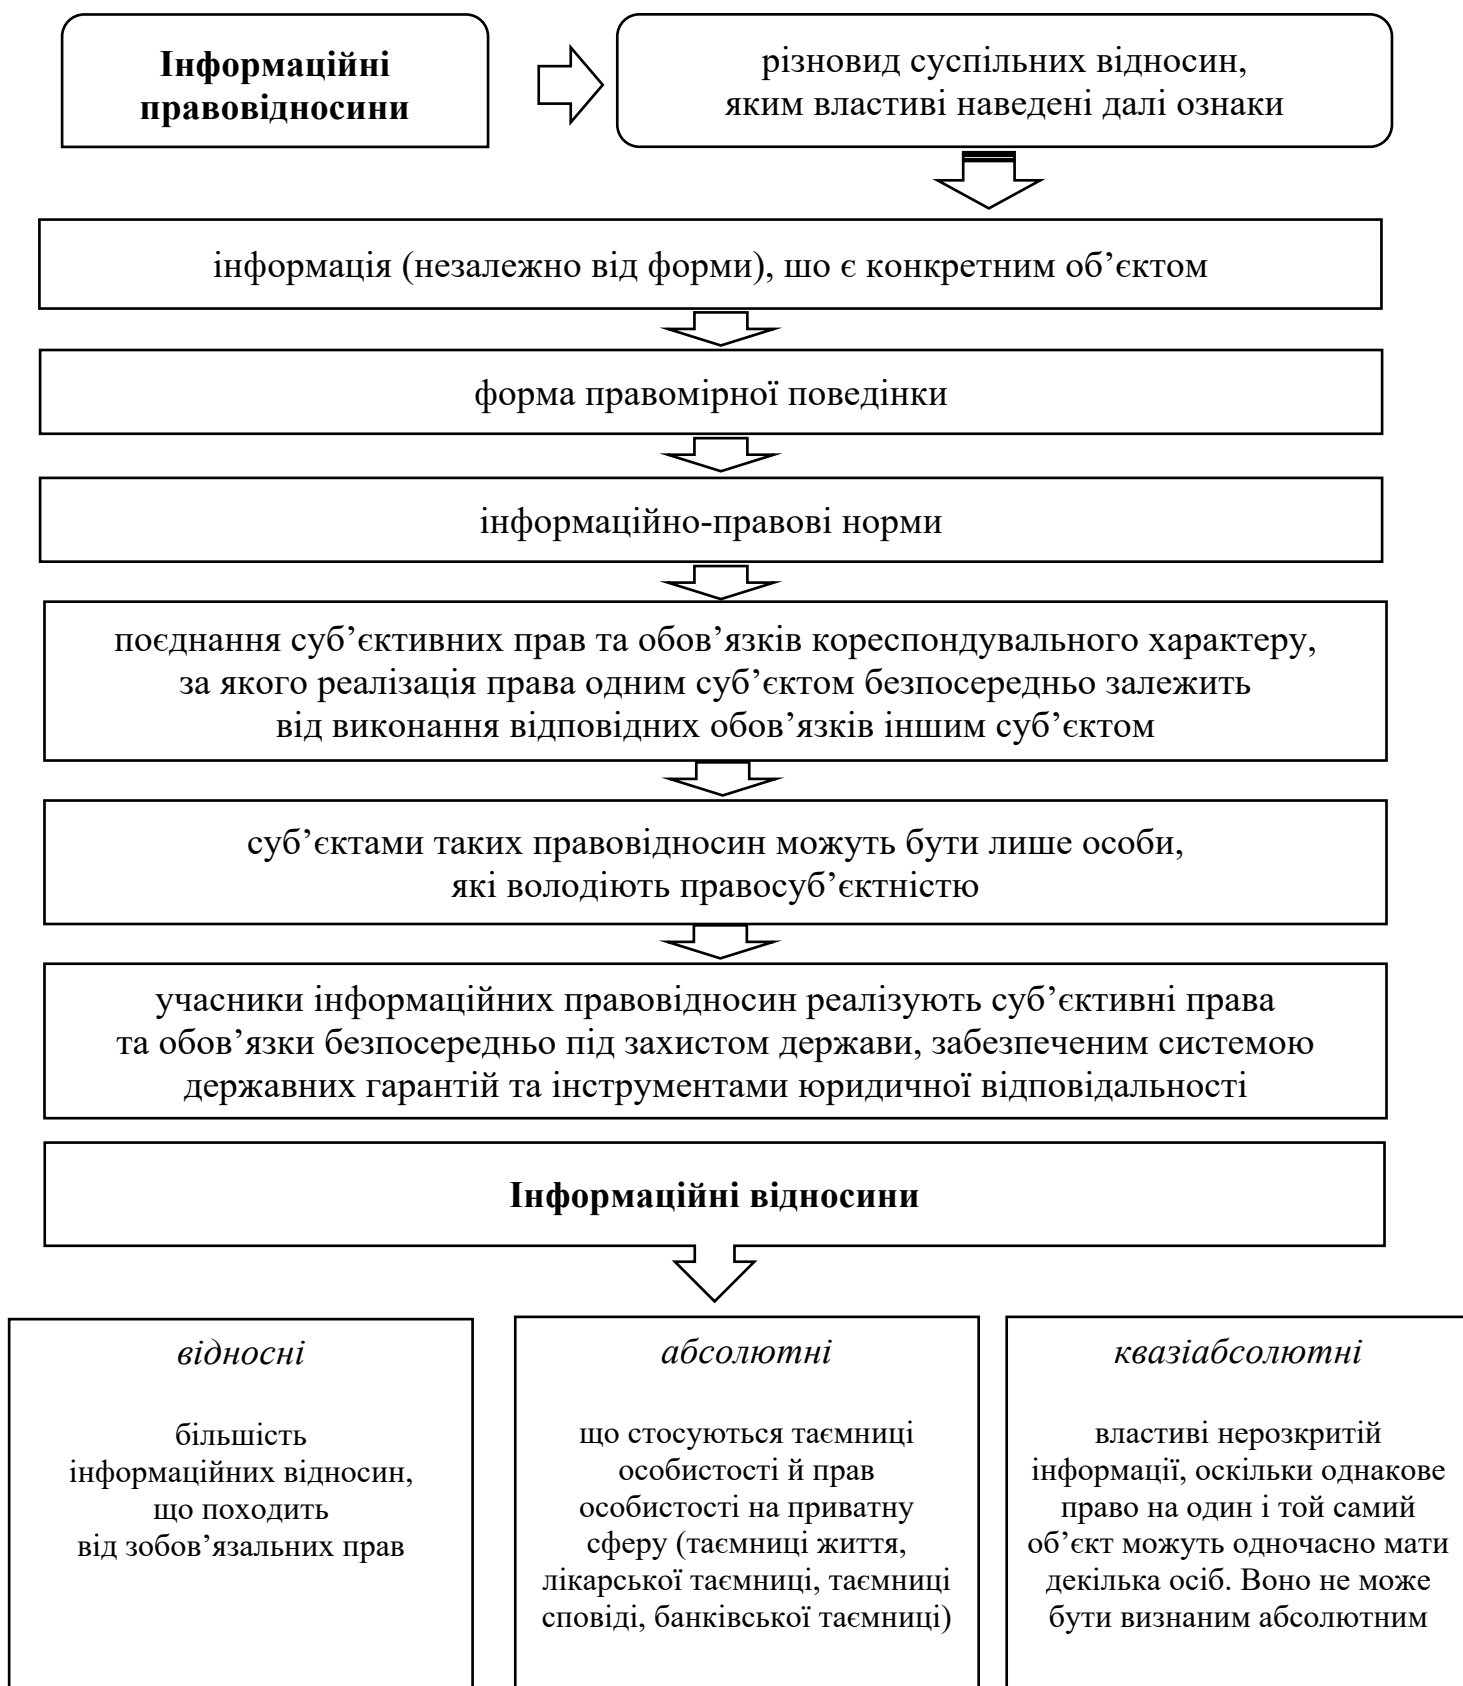 Інформаційні
правовідносини
різновид суспільних відносин,
яким властиві наведені далі ознаки
інформація (незалежно від форми), шо є конкретним об’єктом
форма правомірної поведінки
інформаційно-правові норми
поєднання суб’єктивних прав та обов’язків кореспондувального характеру,
за якого реалізація права одним суб’єктом безпосередньо залежить
від виконання відповідних обов’язків іншим суб’єктом
суб’єктами таких правовідносин можуть бути лише особи,
які володіють правосуб’єктністю
учасники інформаційних правовідносин реалізують суб’єктивні права
та обов’язки безпосередньо під захистом держави, забезпеченим системою
державних гарантій та інструментами юридичної відповідальності
Інформаційні відносини
відносні
більшість
інформаційних відносин,
що походить
від зобов’язальних прав
абсолютні
що стосуються таємниці
особистості й прав
особистості на приватну
сферу (таємниці життя,
лікарської таємниці, таємниці
сповіді, банківської таємниці)
квазіабсолютні
властиві нерозкритій
інформації, оскільки однакове
право на один і той самий
об’єкт можуть одночасно мати
декілька осіб. Воно не може
бути визнаним абсолютним